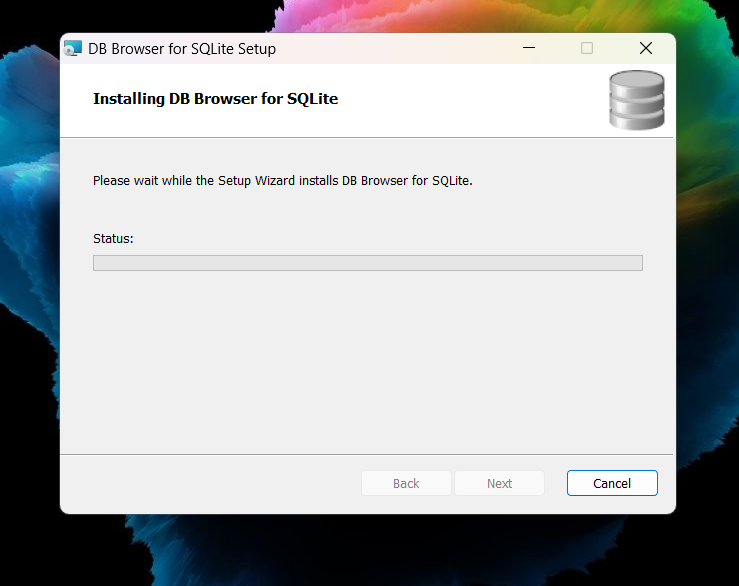 DB Browser for SQLite Setup
Installing DB Browser for SQLite
Please wait while the Setup Wizard installs DB Browser for SQLite.
Status:
Back
Next
Cancel